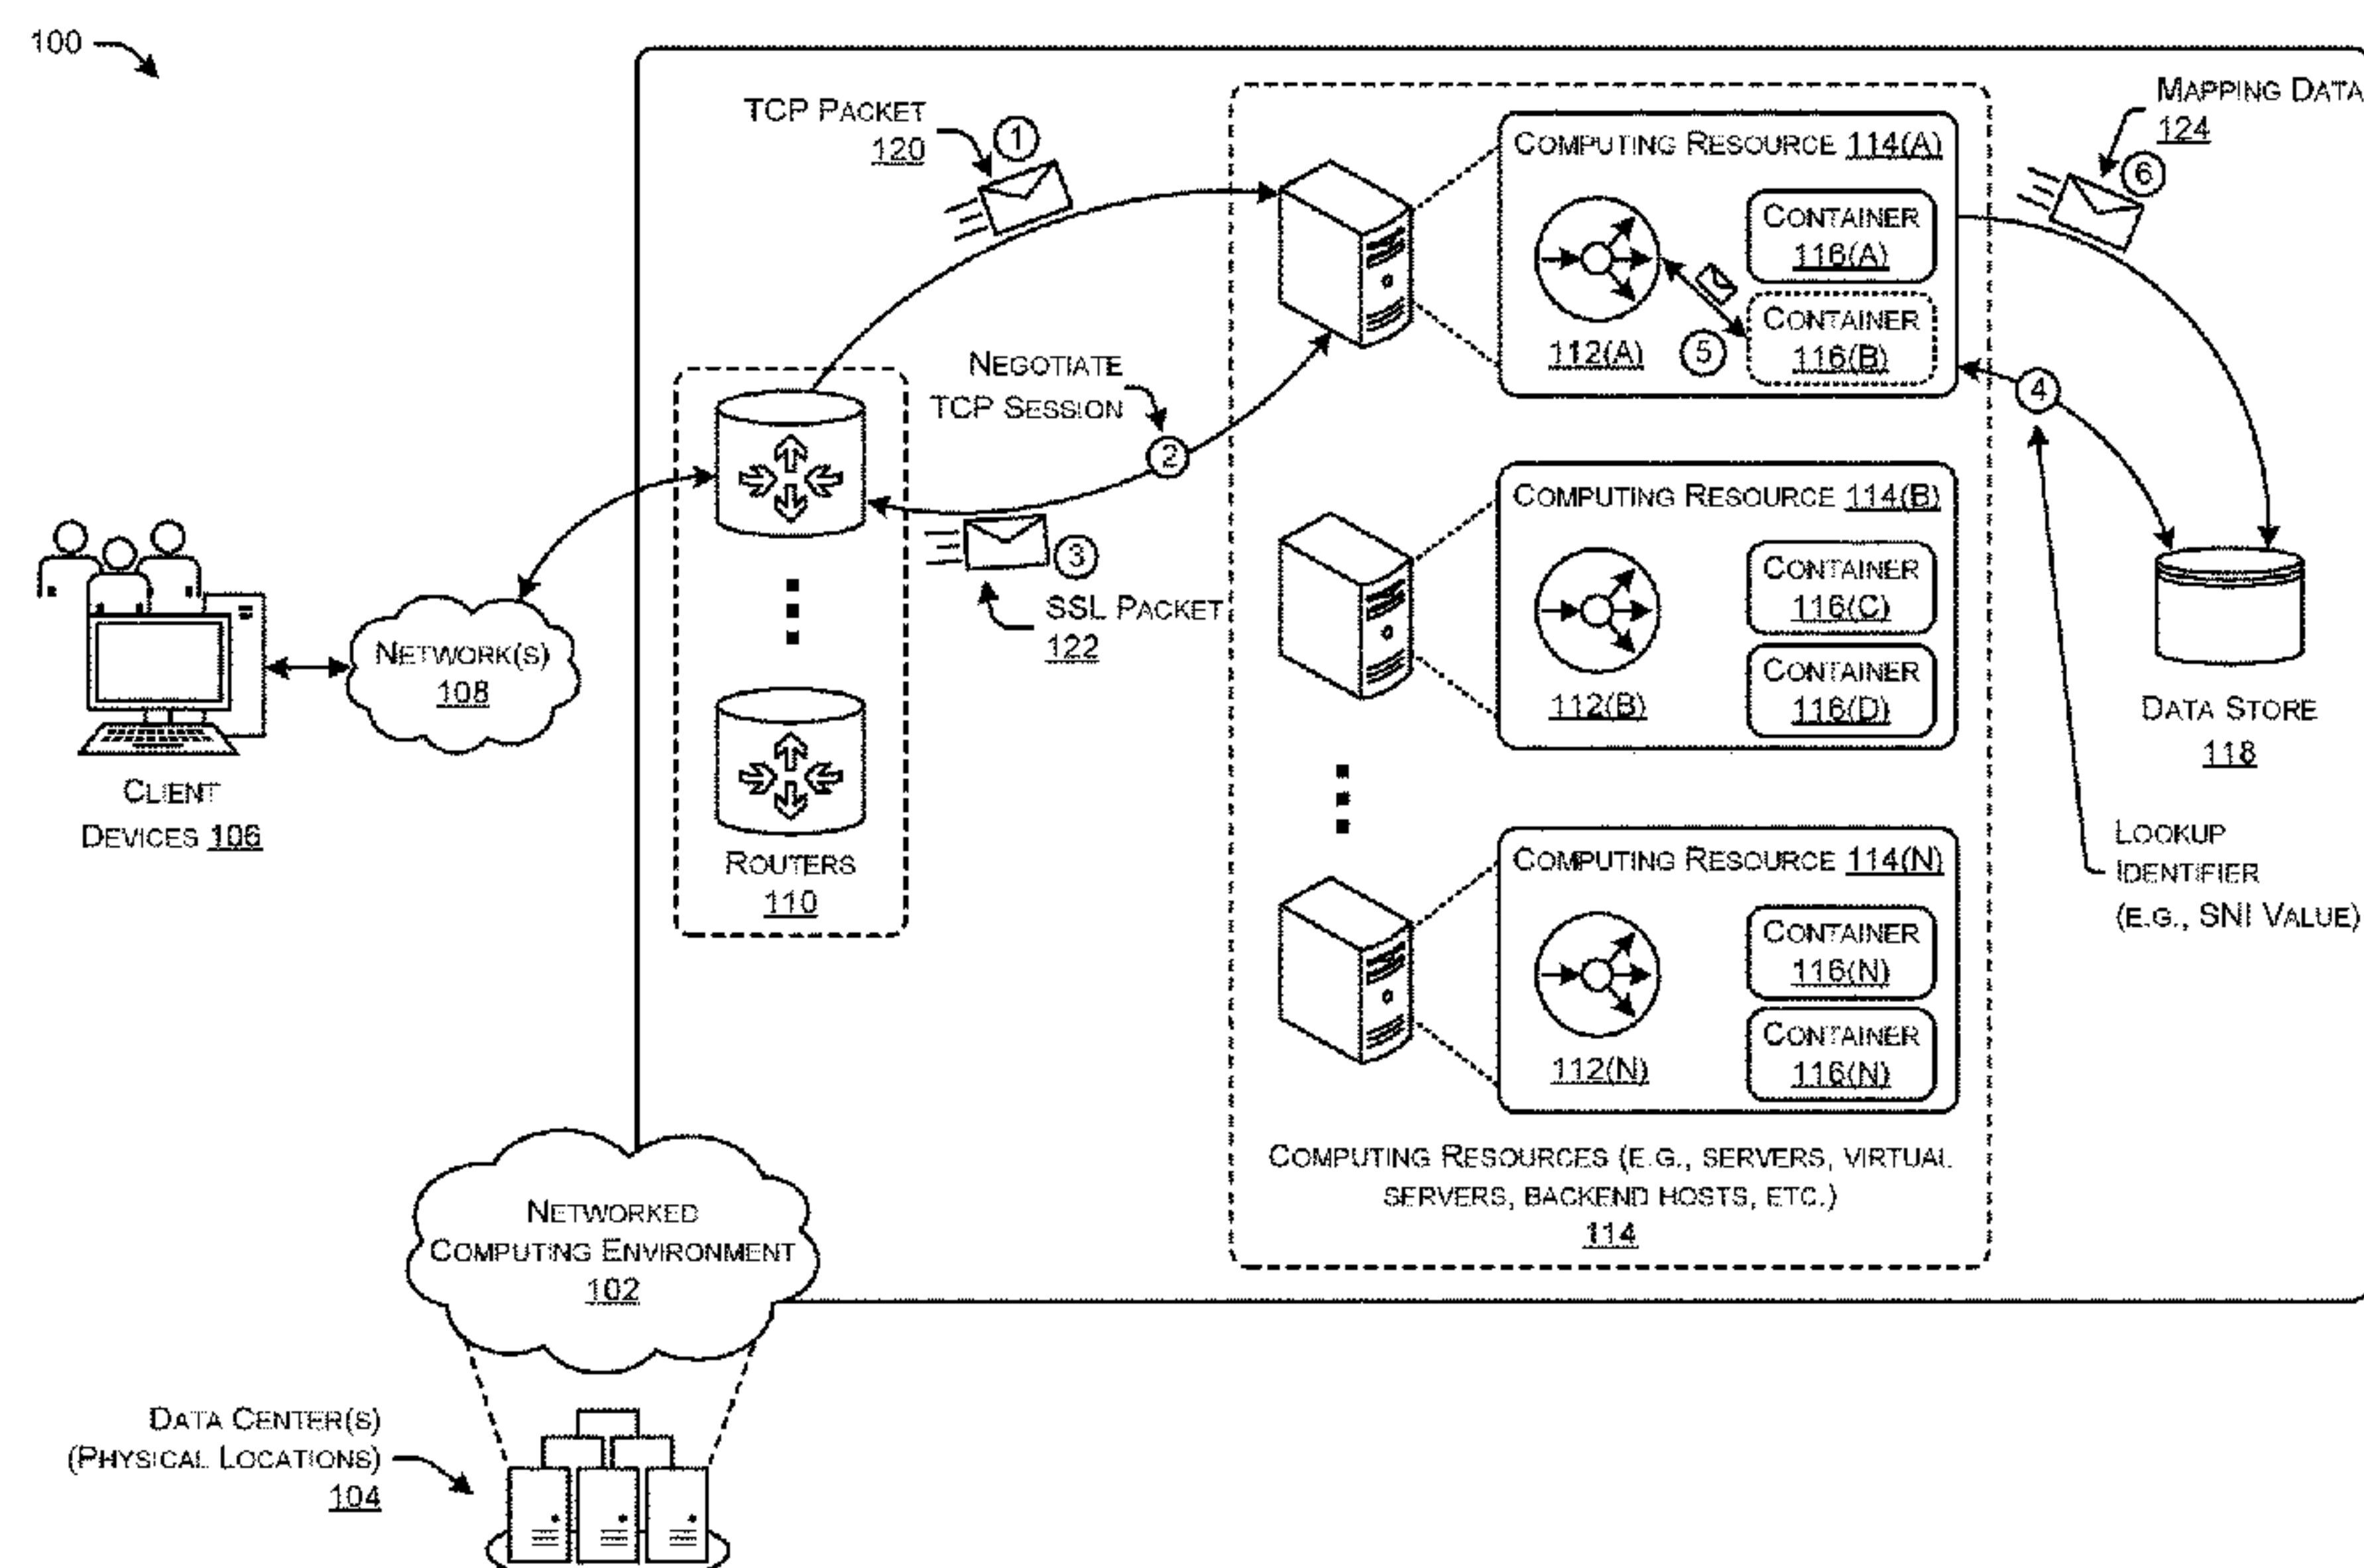 100
TCP PACKET
120
1
MAPPING DATA
124
6
COMPUTING RESOURCE 114(A)
CONTAINER
116(A)
CONTAINER
116(B)
112(A)
5
4
NEGOTIATE
TCP SESSION
2
3
SSL PACKET
122
COMPUTING RESOURCE 114(B)
CONTAINER
116(C)
CONTAINER
116(D)
112(B)
NETWORK(S)
108
CLIENT
DEVICES 106
ROUTERS
110
DATA STORE
118
LOOKUP
IDENTIFIER
(E.G., SNI VALUE)
COMPUTING RESOURCE 114(N)
CONTAINER
116(N)
CONTAINER
116(N)
112(N)
COMPUTING RESOURCES (E.G., SERVERS, VIRTUAL
SERVERS, BACKEND HOSTS, ETC.)
114
NETWORKED
COMPUTING ENVIRONMENT
102
DATA CENTER(S)
(PHYSICAL LOCATIONS)
104